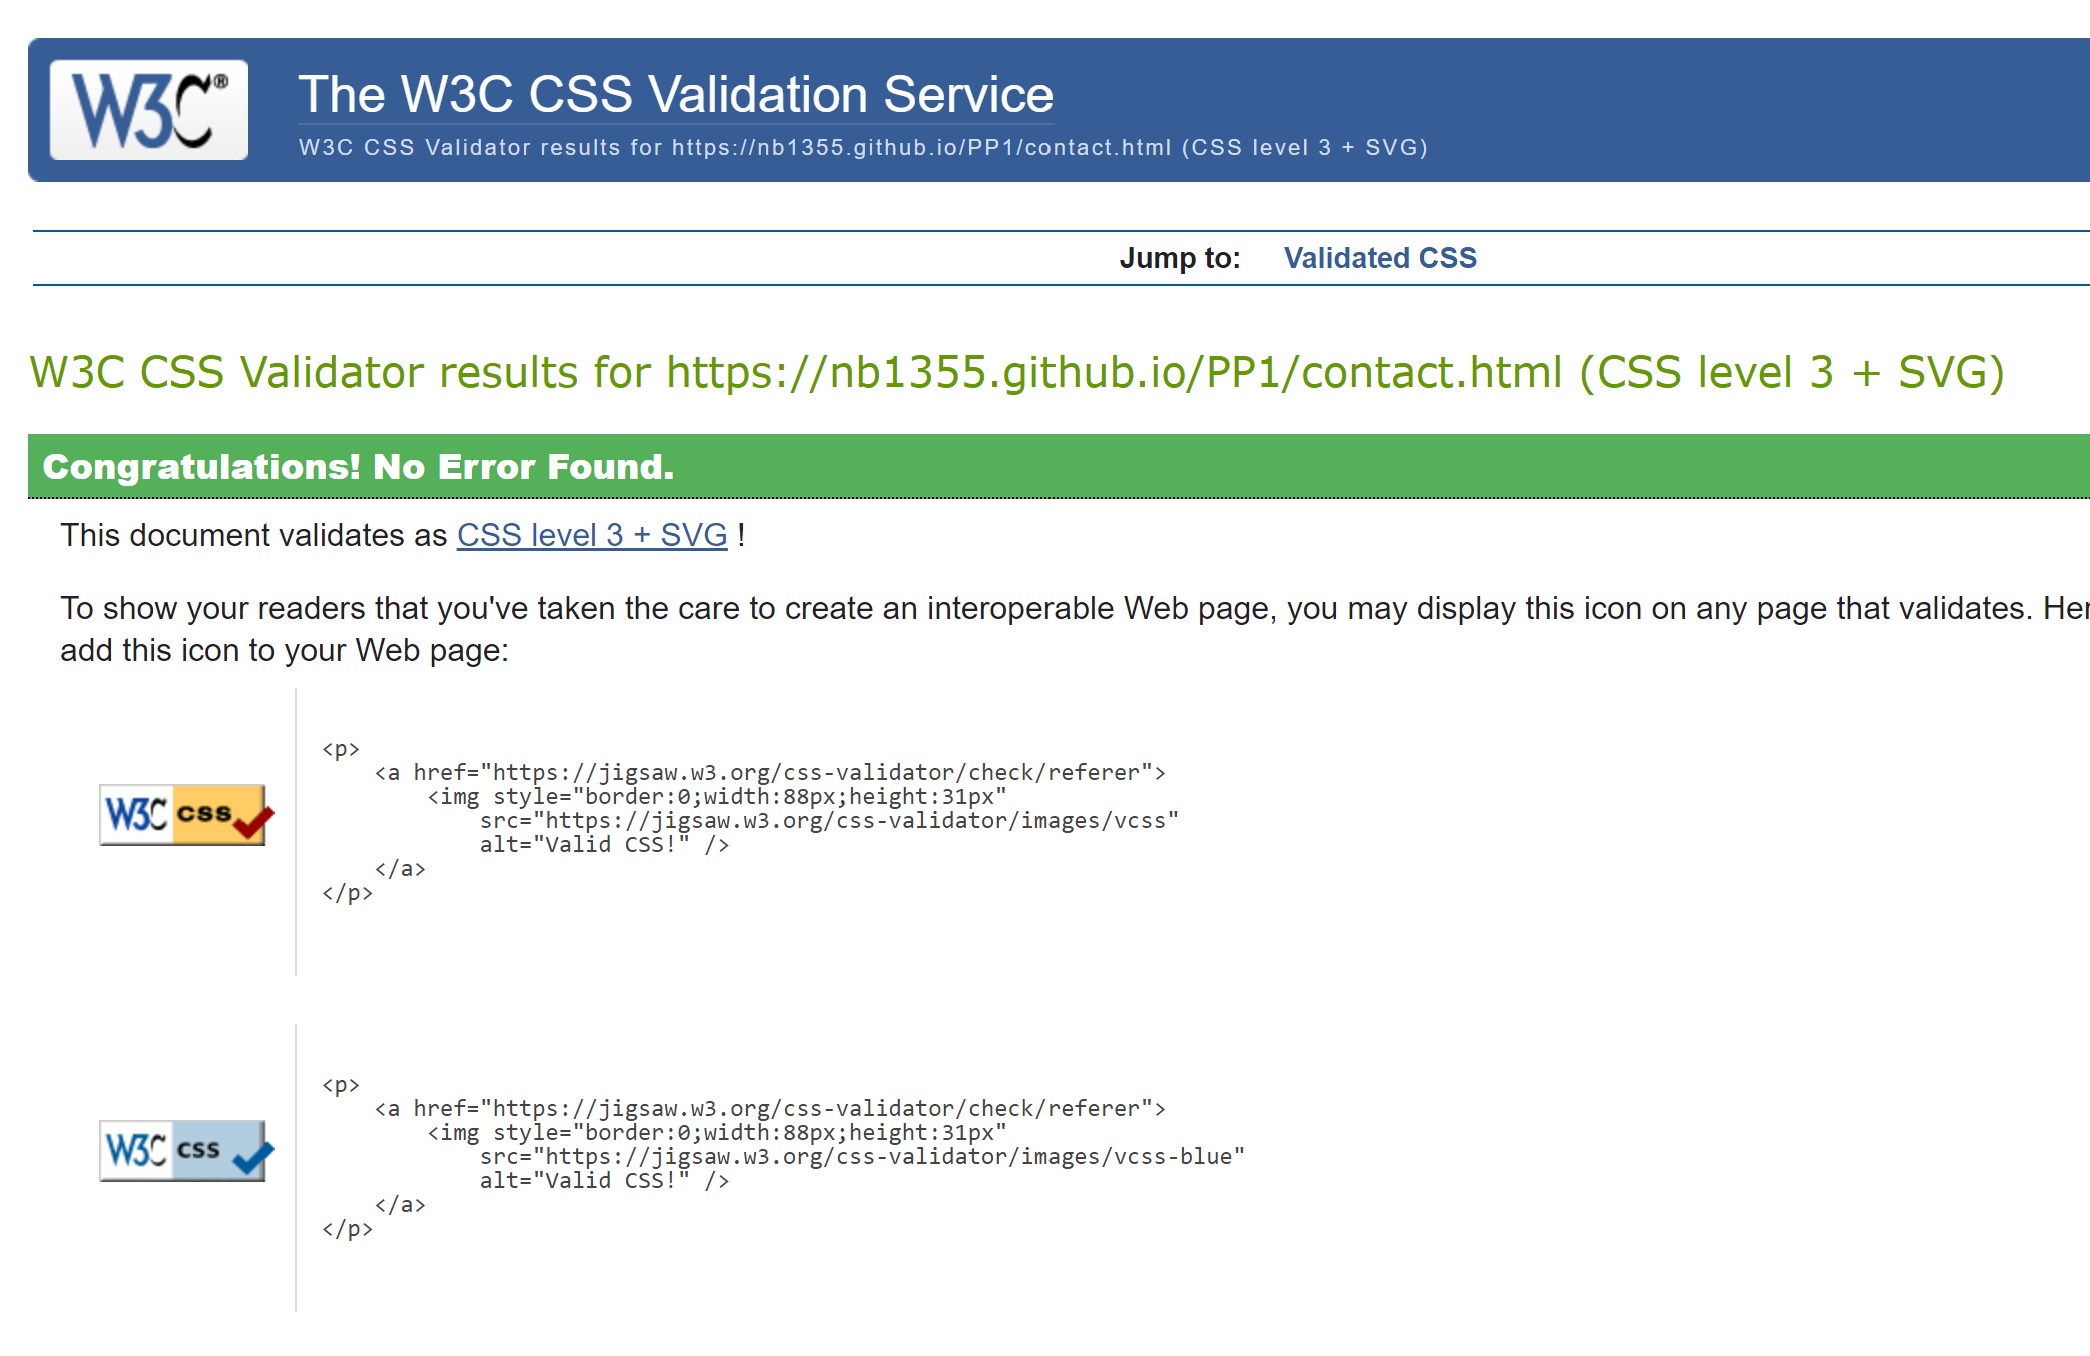 W3C®
The W3C CSS Validation Service
W3C CSS Validator results for https://nb1355.github.io/PP1/contact.html (CSS level 3 + SVG)
Jump to: Validated CSS
W3C CSS Validator results for https://nb1355.github.io/PP1/contact.html (CSS level 3 + SVG)
Congratulations! No Error Found.
This document validates as CSS level 3 + SVG !
To show your readers that you've taken the care to create an interoperable Web page, you may display this icon on any page that validates.
add this icon to your Web page:
<p>
<a href="https://jigsaw.w3.org/css-validator/check/referer">
<img style="border:0;width:88px;height:31px"
src="https://jigsaw.w3.org/css-validator/images/vcss"
alt="Valid CSS!" />
</a>
</p>
W3C css
<p>
<a href="https://jigsaw.w3.org/css-validator/check/referer">
<img style="border:0;width:88px;height:31px"
src="https://jigsaw.w3.org/css-validator/images/vcss-blue"
alt="Valid CSS!" />
</a>
</p>
W3C css